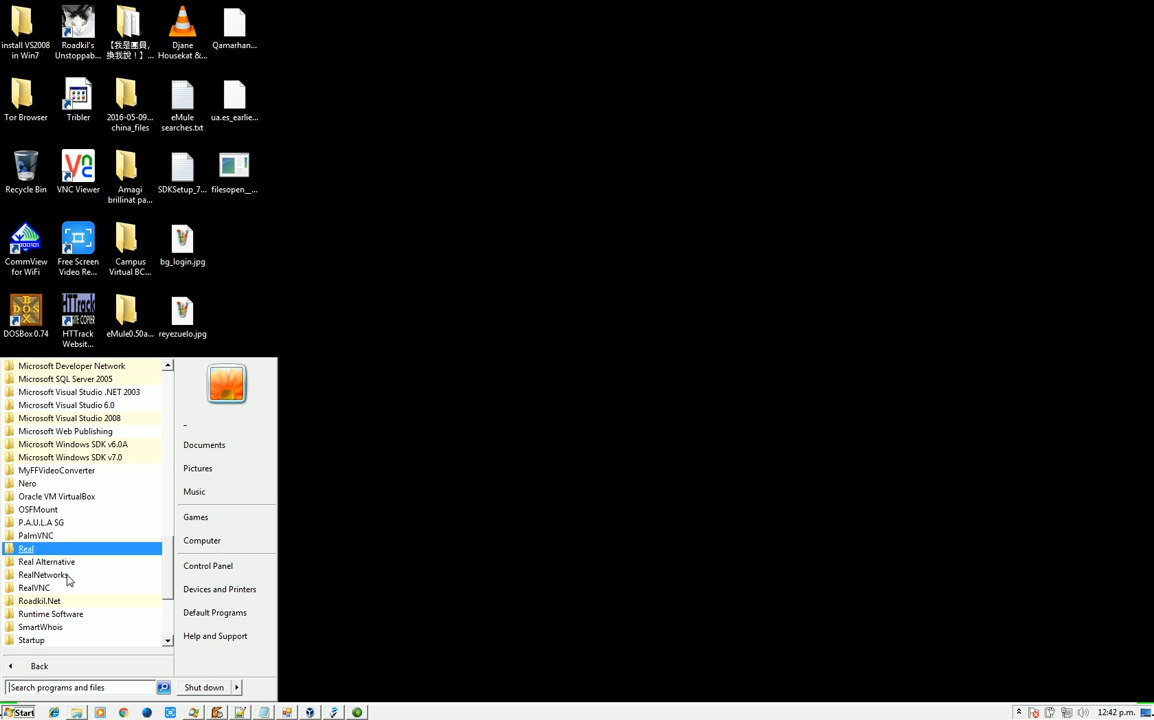 install VS2008
in Win7
Roadkil's
Unstoppab...
換我說！】...
Djane
Housekat &...
Qamarhan...
Tor Browser
Tribler
2016-05-09...
china_files
eMule
searches.txt
ua.es_earlie...
Recycle Bin
VNC Viewer
Amagi
brillinat pa...
SDKSetup_7...
filesopen__...
CommView
for WiFi
Free Screen
Video Re...
Campus
Virtual BC...
bg_login.jpg
DOSBox 0.74
HTTrack
Websit...
eMule0.50a...
reyezuelo.jpg
Microsoft Developer Network
Microsoft SQL Server 2005
Microsoft Visual Studio .NET 2003
Microsoft Visual Studio 6.0
Microsoft Visual Studio 2008
Microsoft Web Publishing
Microsoft Windows SDK v6.0A
Microsoft Windows SDK v7.0
MyFFVideoConverter
Nero
Oracle VM VirtualBox
OSFMount
P.A.U.L.A SG
PalmVNC
Real
Real Alternative
RealNetworks
RealVNC
Roadkil.Net
Runtime Software
SmartWhois
Startup
Back
Search programs and files
_
Documents
Pictures
Music
Games
Computer
Control Panel
Devices and Printers
Default Programs
Help and Support
Shut down
Start
12:42 p.m.